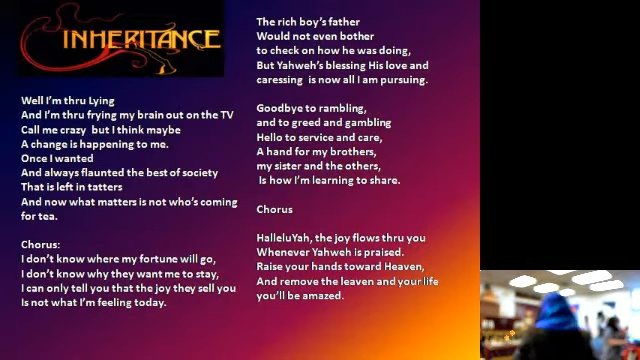 INHERITANCE
Well I'm thru Lying
And I'm thru frying my brain out on the TV
Call me crazy but I think maybe
A change is happening to me.
Once I wanted
And always flaunted the best of society
That is left in tatters
And now what matters is not who's coming
for tea.
Chorus:
I don't know where my fortune will go,
I don't know why they want me to stay,
I can only tell you that the joy they sell you
Is not what I'm feeling today.
The rich boy's father
Would not even bother
to check on how he was doing,
But Yahweh's blessing His love and
caressing is now all I am pursuing.
Goodbye to rambling,
and to greed and gambling
Hello to service and care,
A hand for my brothers,
my sister and the others,
Is how I'm learning to share.
Chorus
HalleluYah, the joy flows thru you
Whenever Yahweh is praised.
Raise your hands toward Heaven,
And remove the leaven and your life
you'll be amazed.